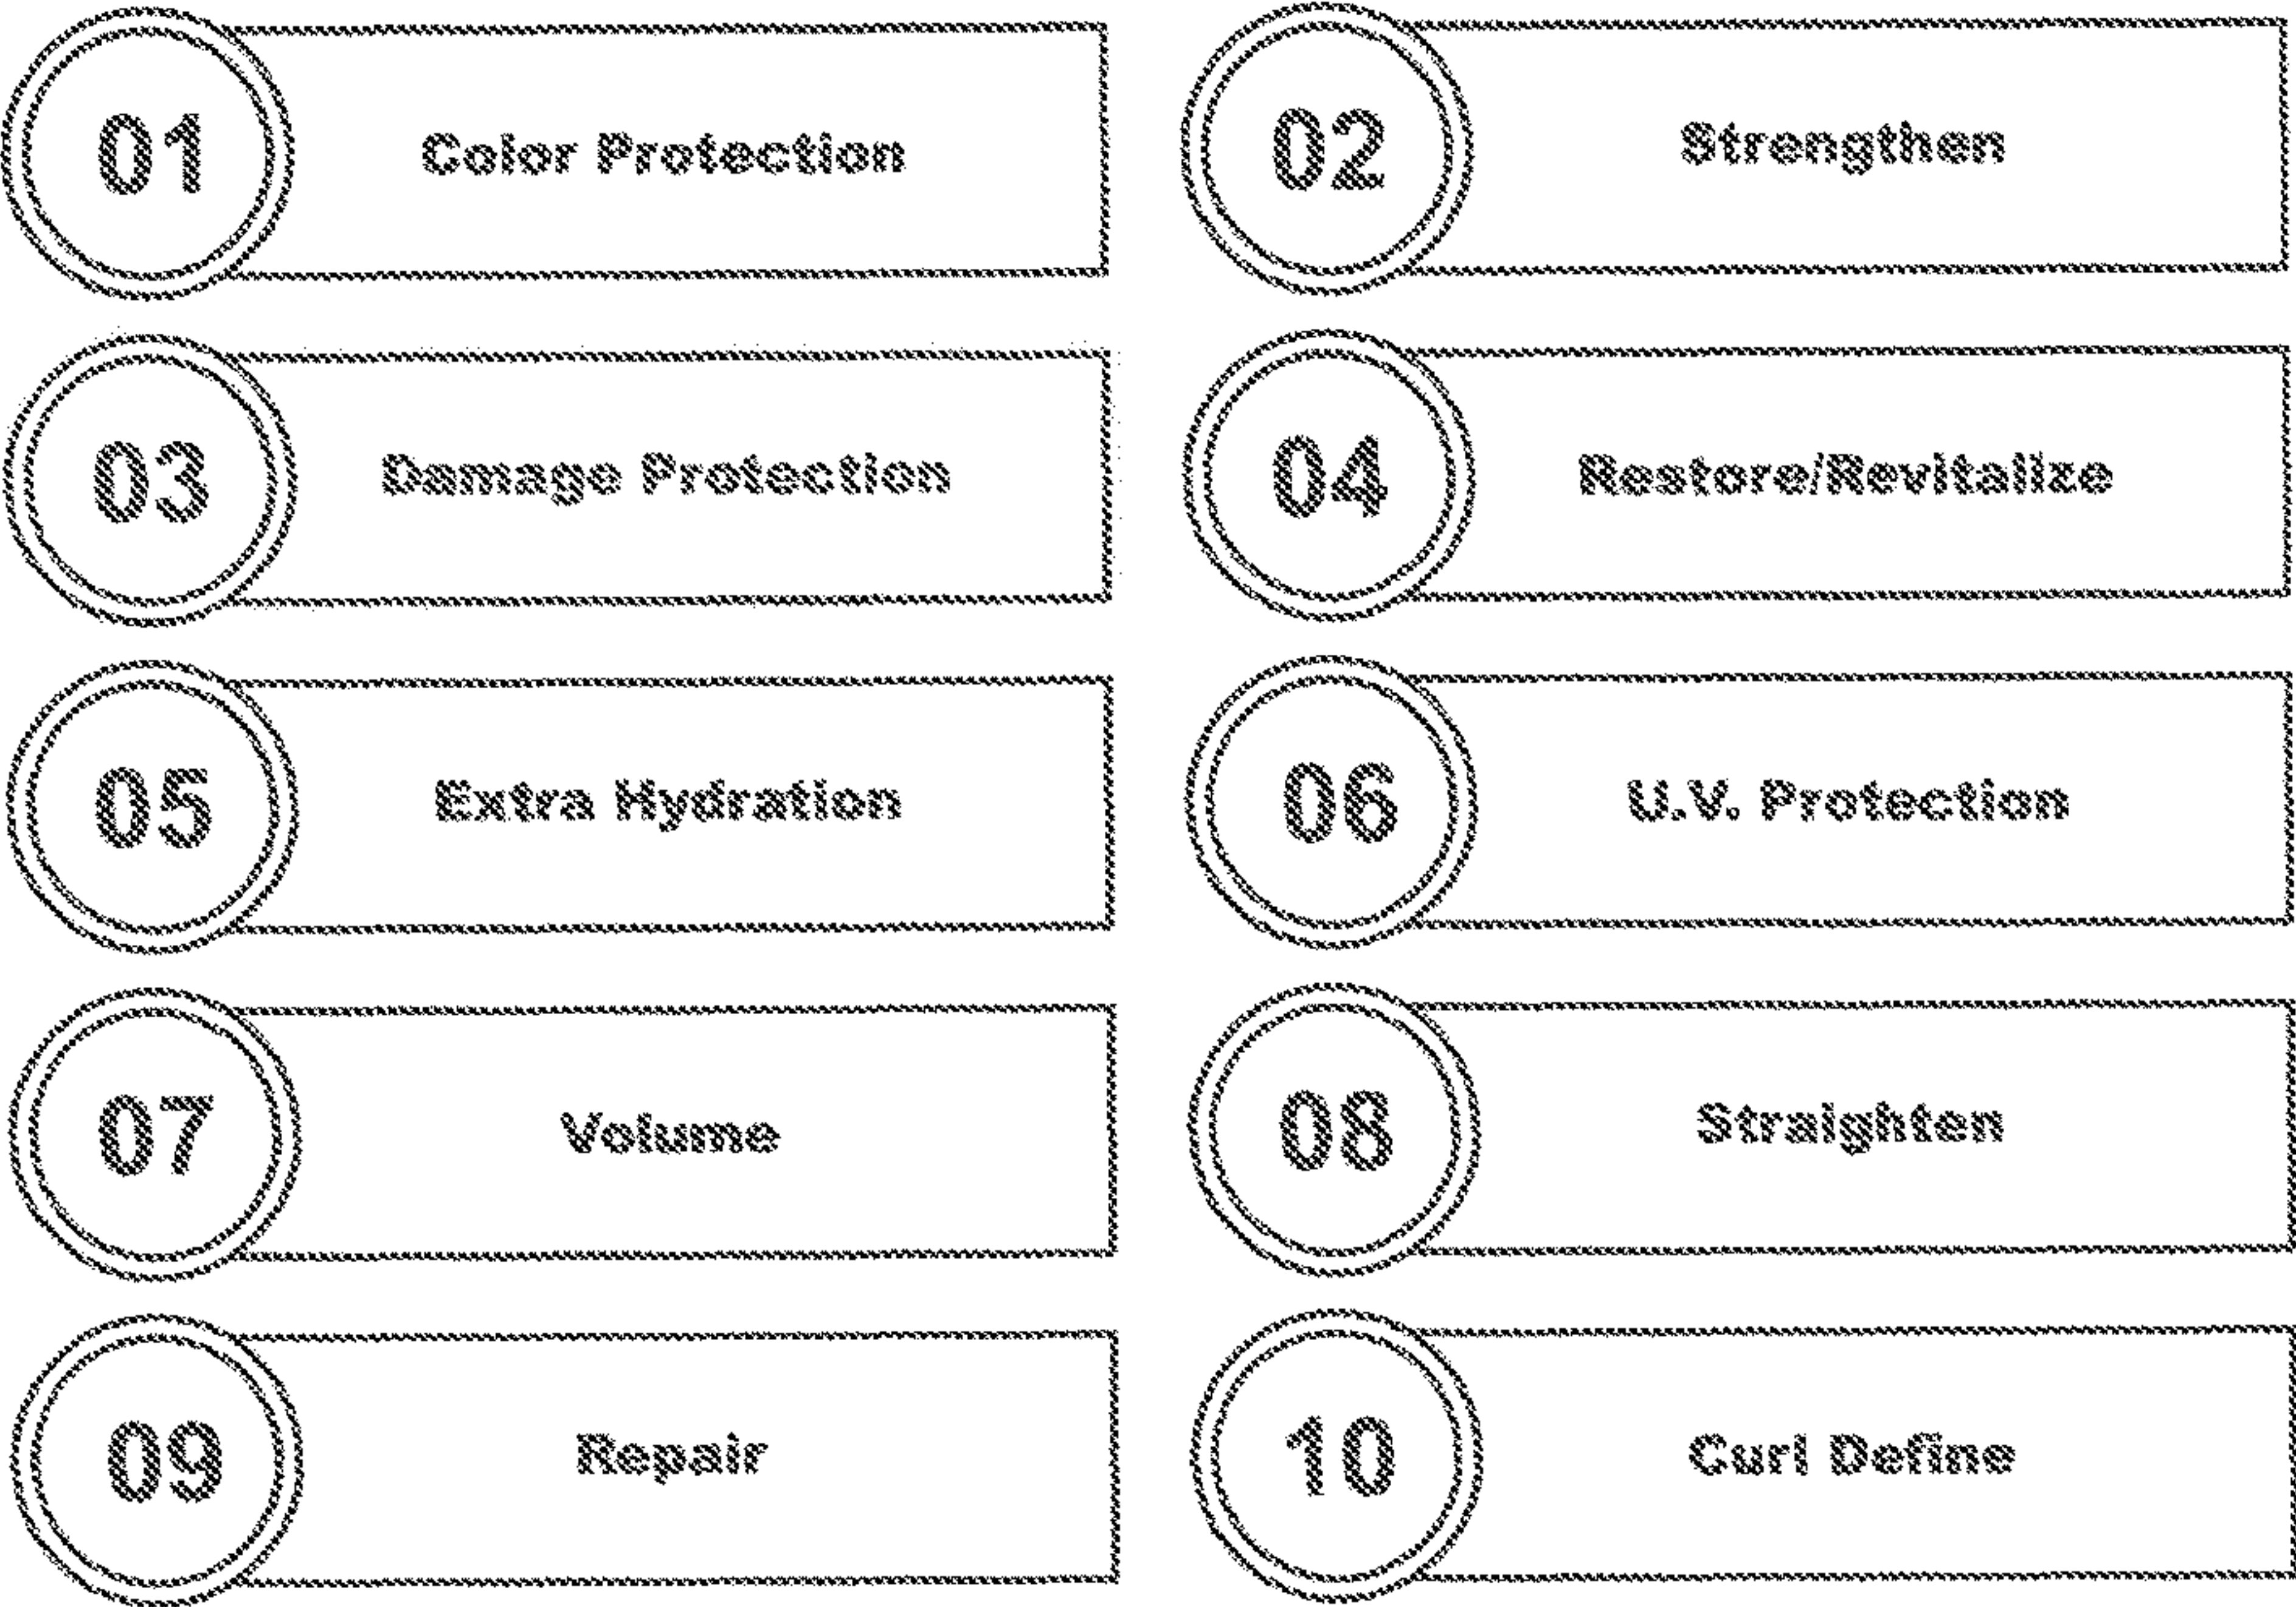 01 Color Protection
02 Strengthen
03 Damage Protection
04 Restore/Revitalize
05 Extra Hydration
06 U.V. Protection
07 Volume
08 Straighten
09 Repair
10 Curl Define